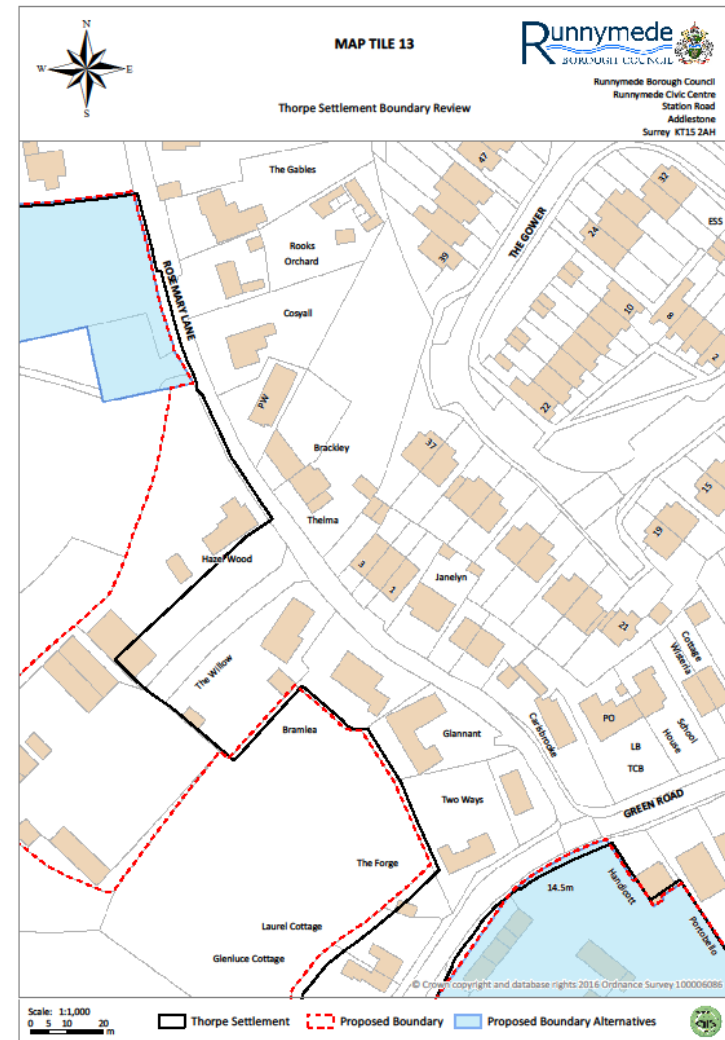 N
W
E
S
MAP TILE 13
Thorpe Settlement Boundary Review
Runnymede
BOROUGH COUNCIL
Runnymede Borough Council
Runnymede Civic Centre
Station Road
Addlestone
Surrey KT15 2AH
The Gables
47
32
ESS
39
THE GOWER
24
Rooks
Orchard
ROSEMARY LANE
Cosyall
10
8
2
PW
22
Brackley
37
15
Thelma
19
Hazel Wood
3
1
Janelyn
21
Cottage
Wisteria
The Willow
Bramlea
Glannant
Carisbrooke
PO
LB
TCB
School
House
Two Ways
GREEN ROAD
The Forge
14.5m
Handicott
Portobello
Laurel Cottage
Glenluce Cottage
© Crown copyright and database rights 2016 Ordnance Survey 100006086
Scale: 1:1,000
0 5 10 20
m
Thorpe Settlement
Proposed Boundary
Proposed Boundary Alternatives